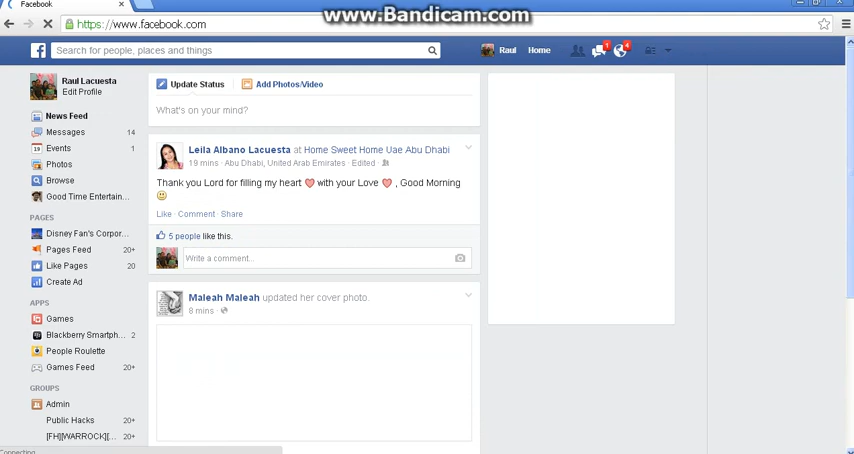 www.Bandicam.com
Facebook
https://www.facebook.com
Search for people, places and things
Raul Home
1
4
Raul Lacuesta
Edit Profile
News Feed
Messages 14
Events 1
Photos
Browse
Good Time Entertain...
PAGES
Disney Fan's Corpor...
Pages Feed 20+
Like Pages 20
Create Ad
APPS
Games
Blackberry Smartph... 2
People Roulette
Games Feed 20+
GROUPS
Admin
Public Hacks 20+
[FH][WARROCK][... 20+
Connecting...
Update Status Add Photos/Video
What's on your mind?
Leila Albano Lacuesta at Home Sweet Home Uae Abu Dhabi
19 mins · Abu Dhabi, United Arab Emirates · Edited ·
Thank you Lord for filling my heart with your Love , Good Morning
Like · Comment · Share
5 people like this.
Write a comment...
Maleah Maleah updated her cover photo.
8 mins ·